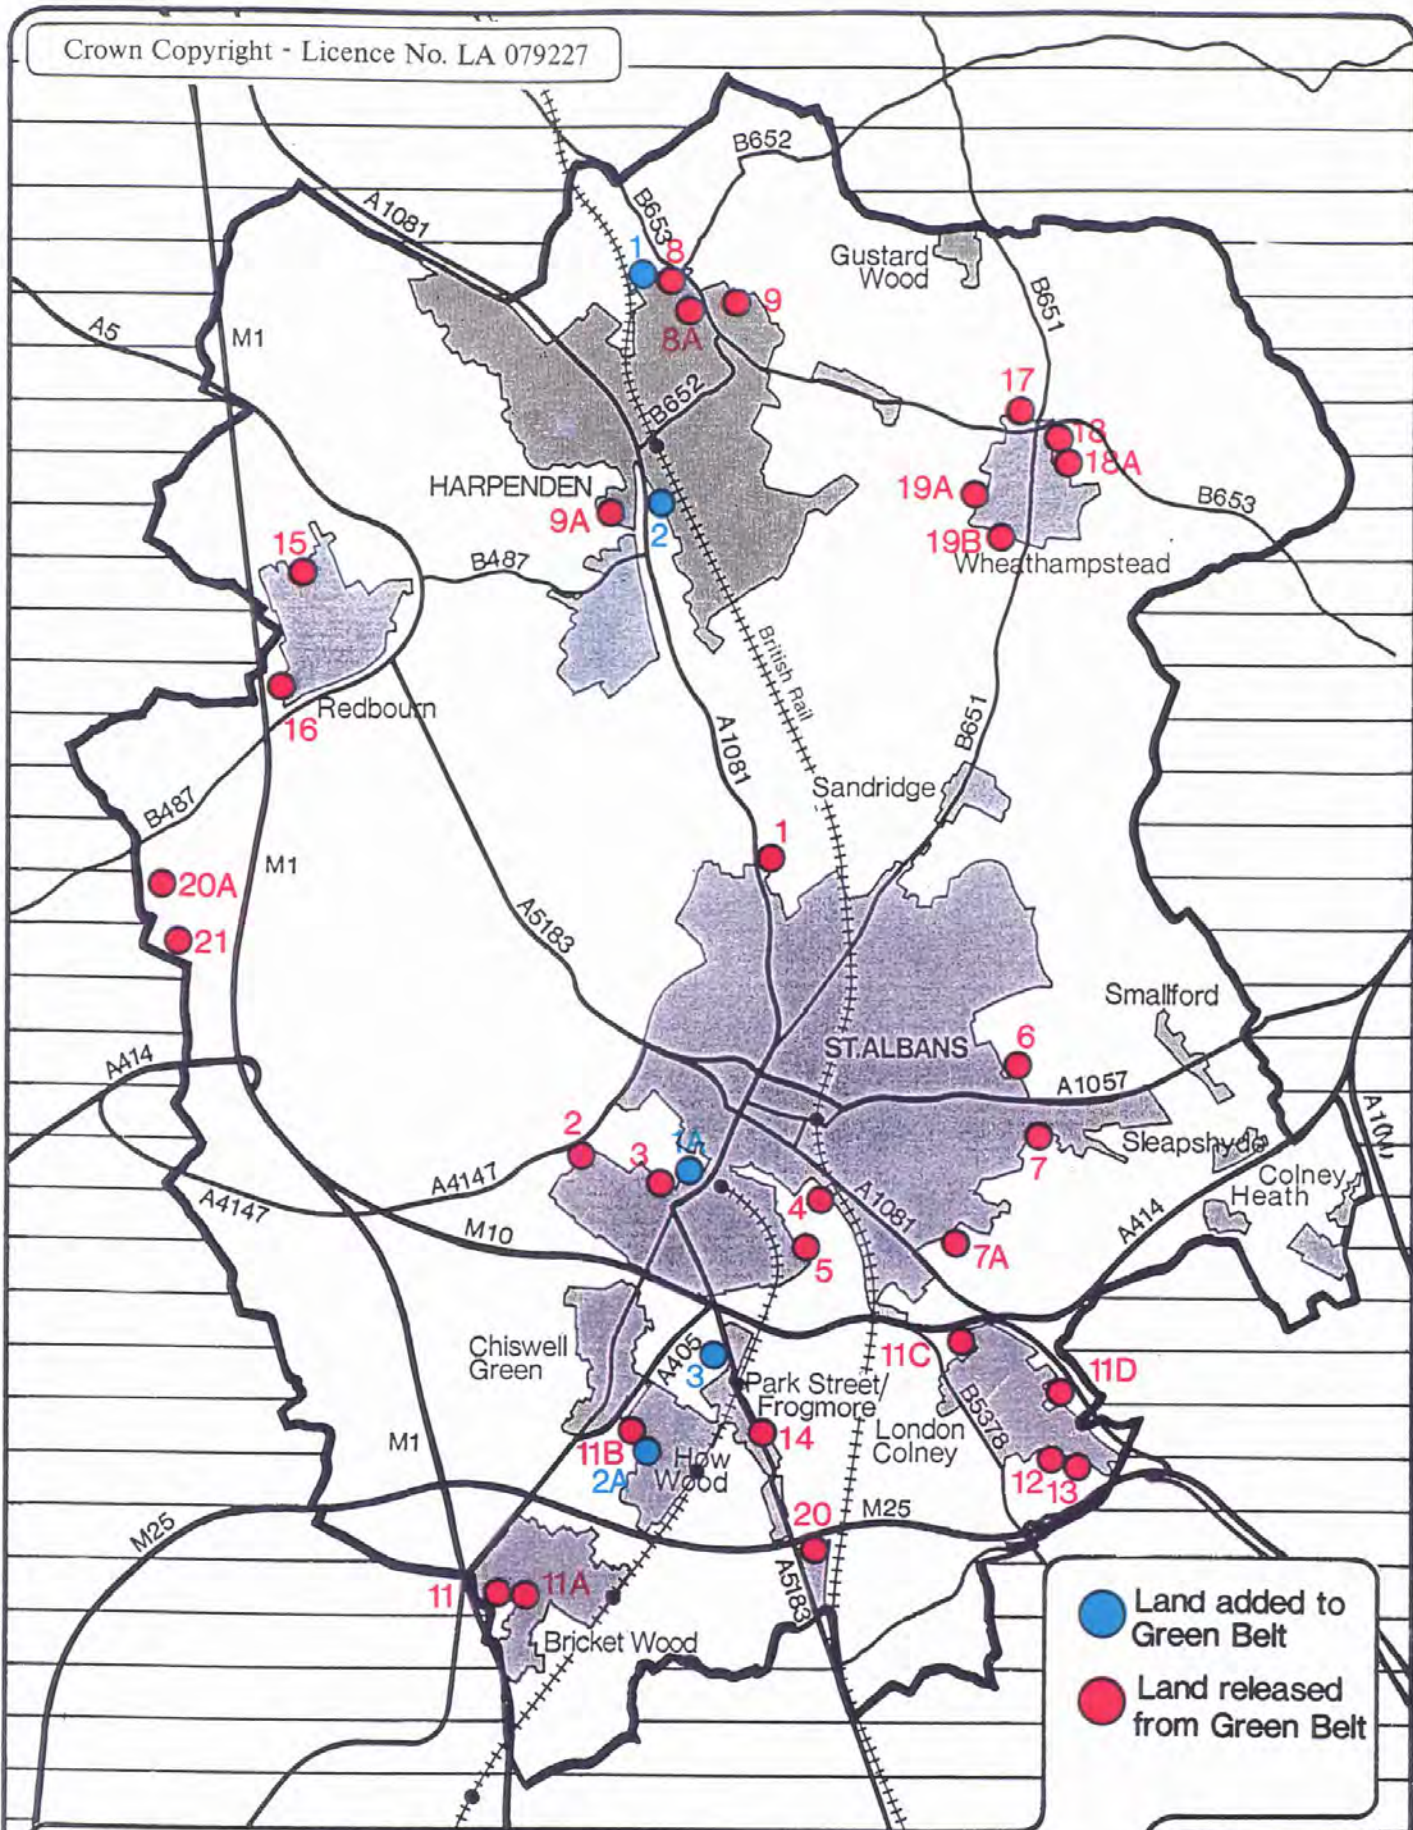 Crown Copyright - Licence No. LA 079227
B652
A1081
B653
1
8
Gustard
Wood
9
8A
B651
A5
M1
B652
17
18
18A
HARPENDEN
9A
2
19A
B653
15
B487
19B
Wheathampstead
British Rail
16
Redbourn
A1081
B651
Sandridge
B487
1
M1
20A
A5183
21
Smallford
ST.ALBANS
6
A414
A1057
A1(M)
2
1A
3
7
Sleapshyde
A4147
A4147
4
A1081
Colney
Heath
M10
A414
5
7A
Chiswell
Green
A405
3
11C
11D
Park Street/
Frogmore
B5378
London
Colney
M1
11B
How
Wood
2A
14
12
13
M25
20
M25
11
11A
A5183
Bricket Wood
Land added to
Green Belt
Land released
from Green Belt